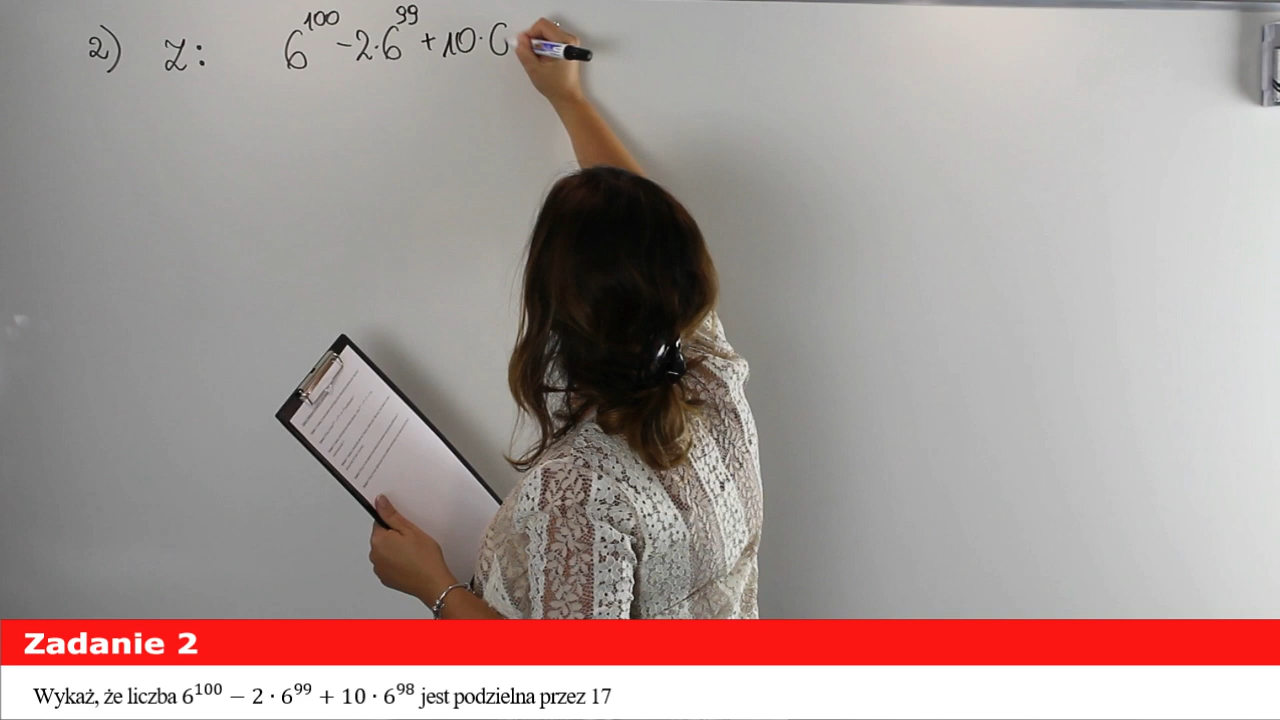 2) Z: 6^100 - 2·6^99 + 10·6
Zadanie 2
Wykaż, że liczba 6^100 − 2 · 6^99 + 10 · 6^98 jest podzielna przez 17